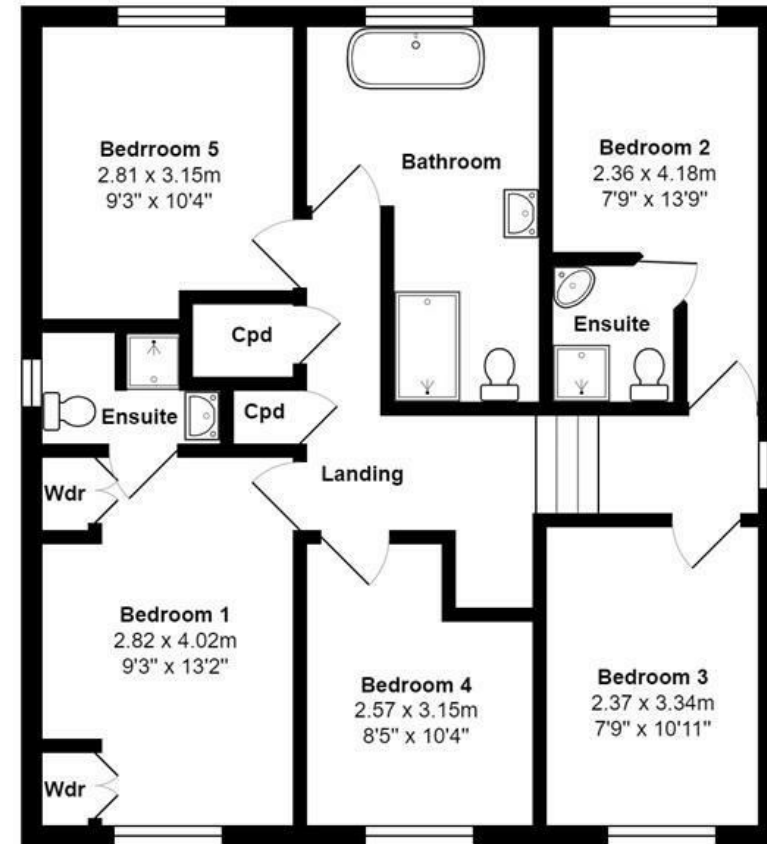 Bedrroom 5
2.81 x 3.15m
9'3" x 10'4"
Bathroom
Bedroom 2
2.36 x 4.18m
7'9" x 13'9"
Cpd
Ensuite
Ensuite
Cpd
Wdr
Landing
Bedroom 1
2.82 x 4.02m
9'3" x 13'2"
Bedroom 4
2.57 x 3.15m
8'5" x 10'4"
Bedroom 3
2.37 x 3.34m
7'9" x 10'11"
Wdr